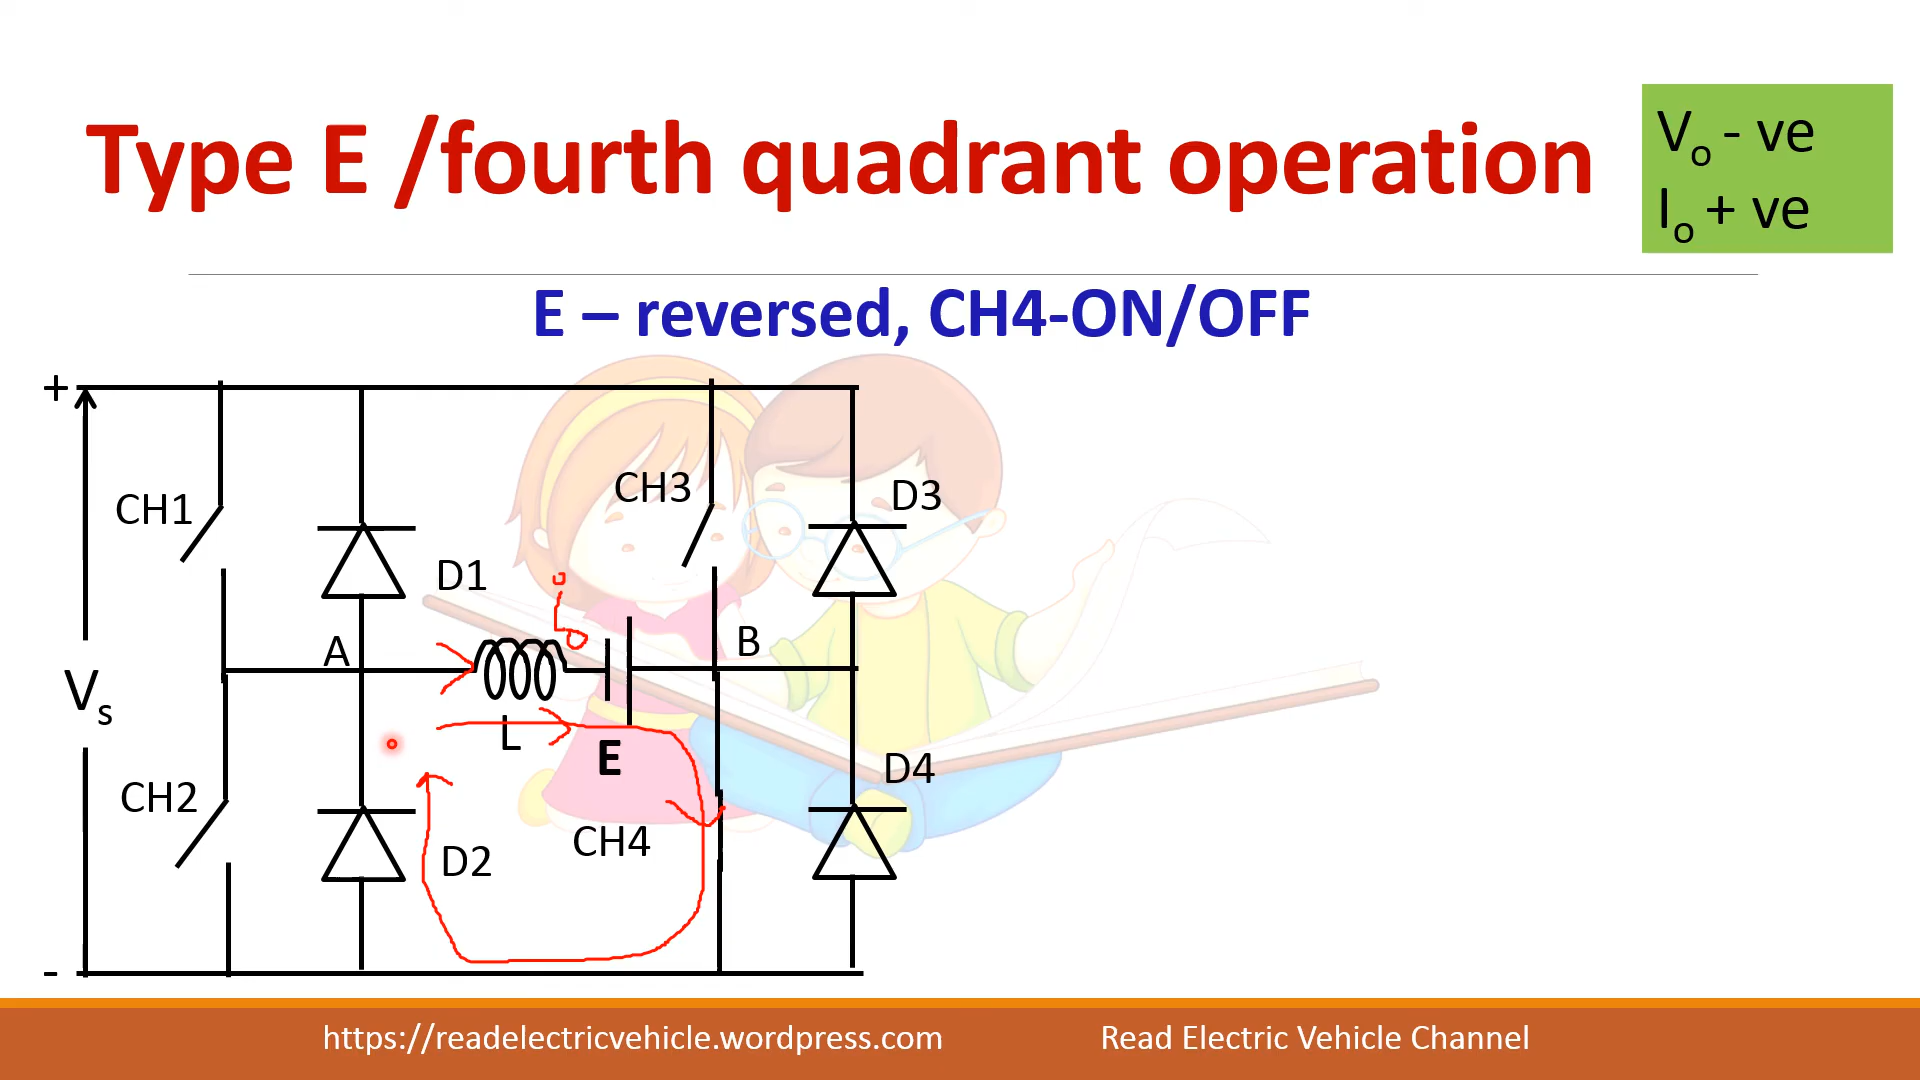 Type E /fourth quadrant operation
Vo - ve
Io + ve
E – reversed, CH4-ON/OFF
+
CH1
CH3
D3
D1
A
B
Vs
L
E
D4
CH2
CH4
D2
-
https://readelectricvehicle.wordpress.com
Read Electric Vehicle Channel